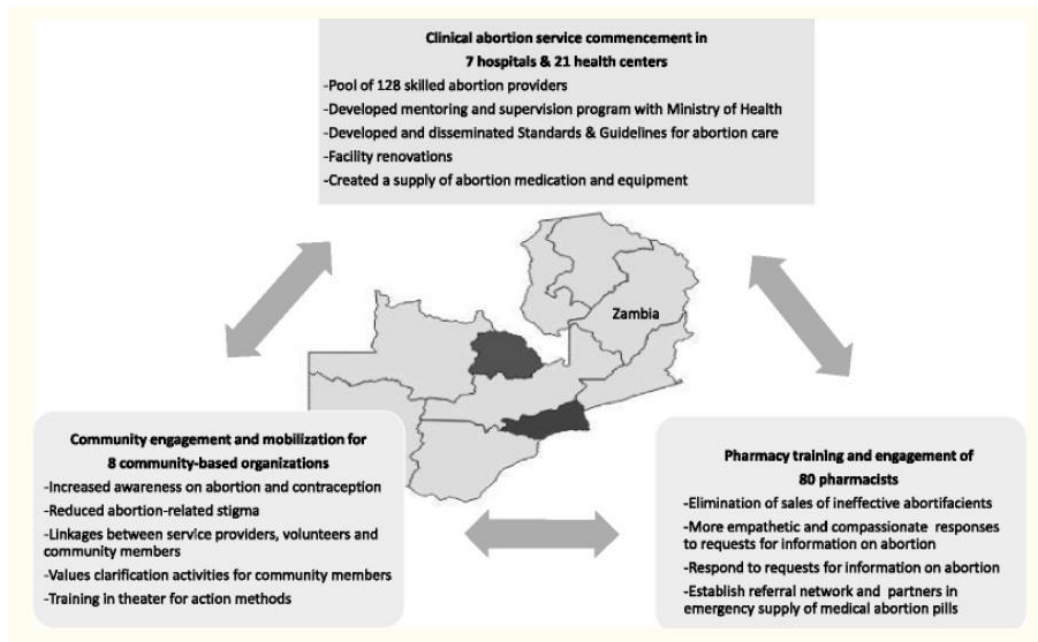 Clinical abortion service commencement in
7 hospitals & 21 health centers
-Pool of 128 skilled abortion providers
-Developed mentoring and supervision program with Ministry of Health
-Developed and disseminated Standards & Guidelines for abortion care
-Facility renovations
-Created a supply of abortion medication and equipment
Zambia
Community engagement and mobilization for
8 community-based organizations
-Increased awareness on abortion and contraception
-Reduced abortion-related stigma
-Linkages between service providers, volunteers and
community members
-Values clarification activities for community members
-Training in theater for action methods
Pharmacy training and engagement of
80 pharmacists
-Elimination of sales of ineffective abortifacients
-More empathetic and compassionate responses
to requests for information on abortion
-Respond to requests for information on abortion
-Establish referral network and partners in
emergency supply of medical abortion pills